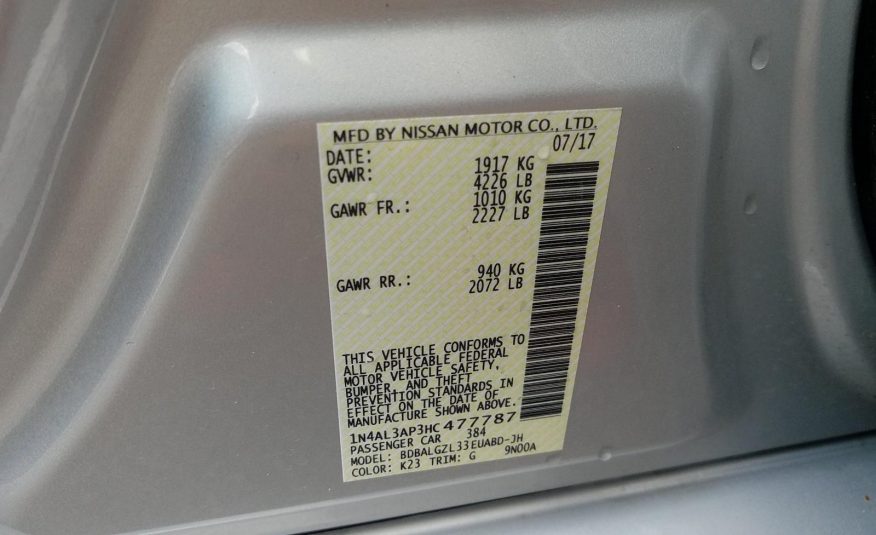 MFD BY NISSAN MOTOR CO., LTD.
DATE: 07/17
GVWR: 1917 KG
4226 LB
GAWR FR.: 1010 KG
2227 LB
GAWR RR.: 940 KG
2072 LB
THIS VEHICLE CONFORMS TO
ALL APPLICABLE FEDERAL
MOTOR VEHICLE SAFETY,
BUMPER, AND THEFT
PREVENTION STANDARDS IN
EFFECT ON THE DATE OF
MANUFACTURE SHOWN ABOVE.
1N4AL3AP3HC477787
PASSENGER CAR 384
MODEL: BDBALGZL33EUABD-JH
COLOR: K23 TRIM: G 9N00A